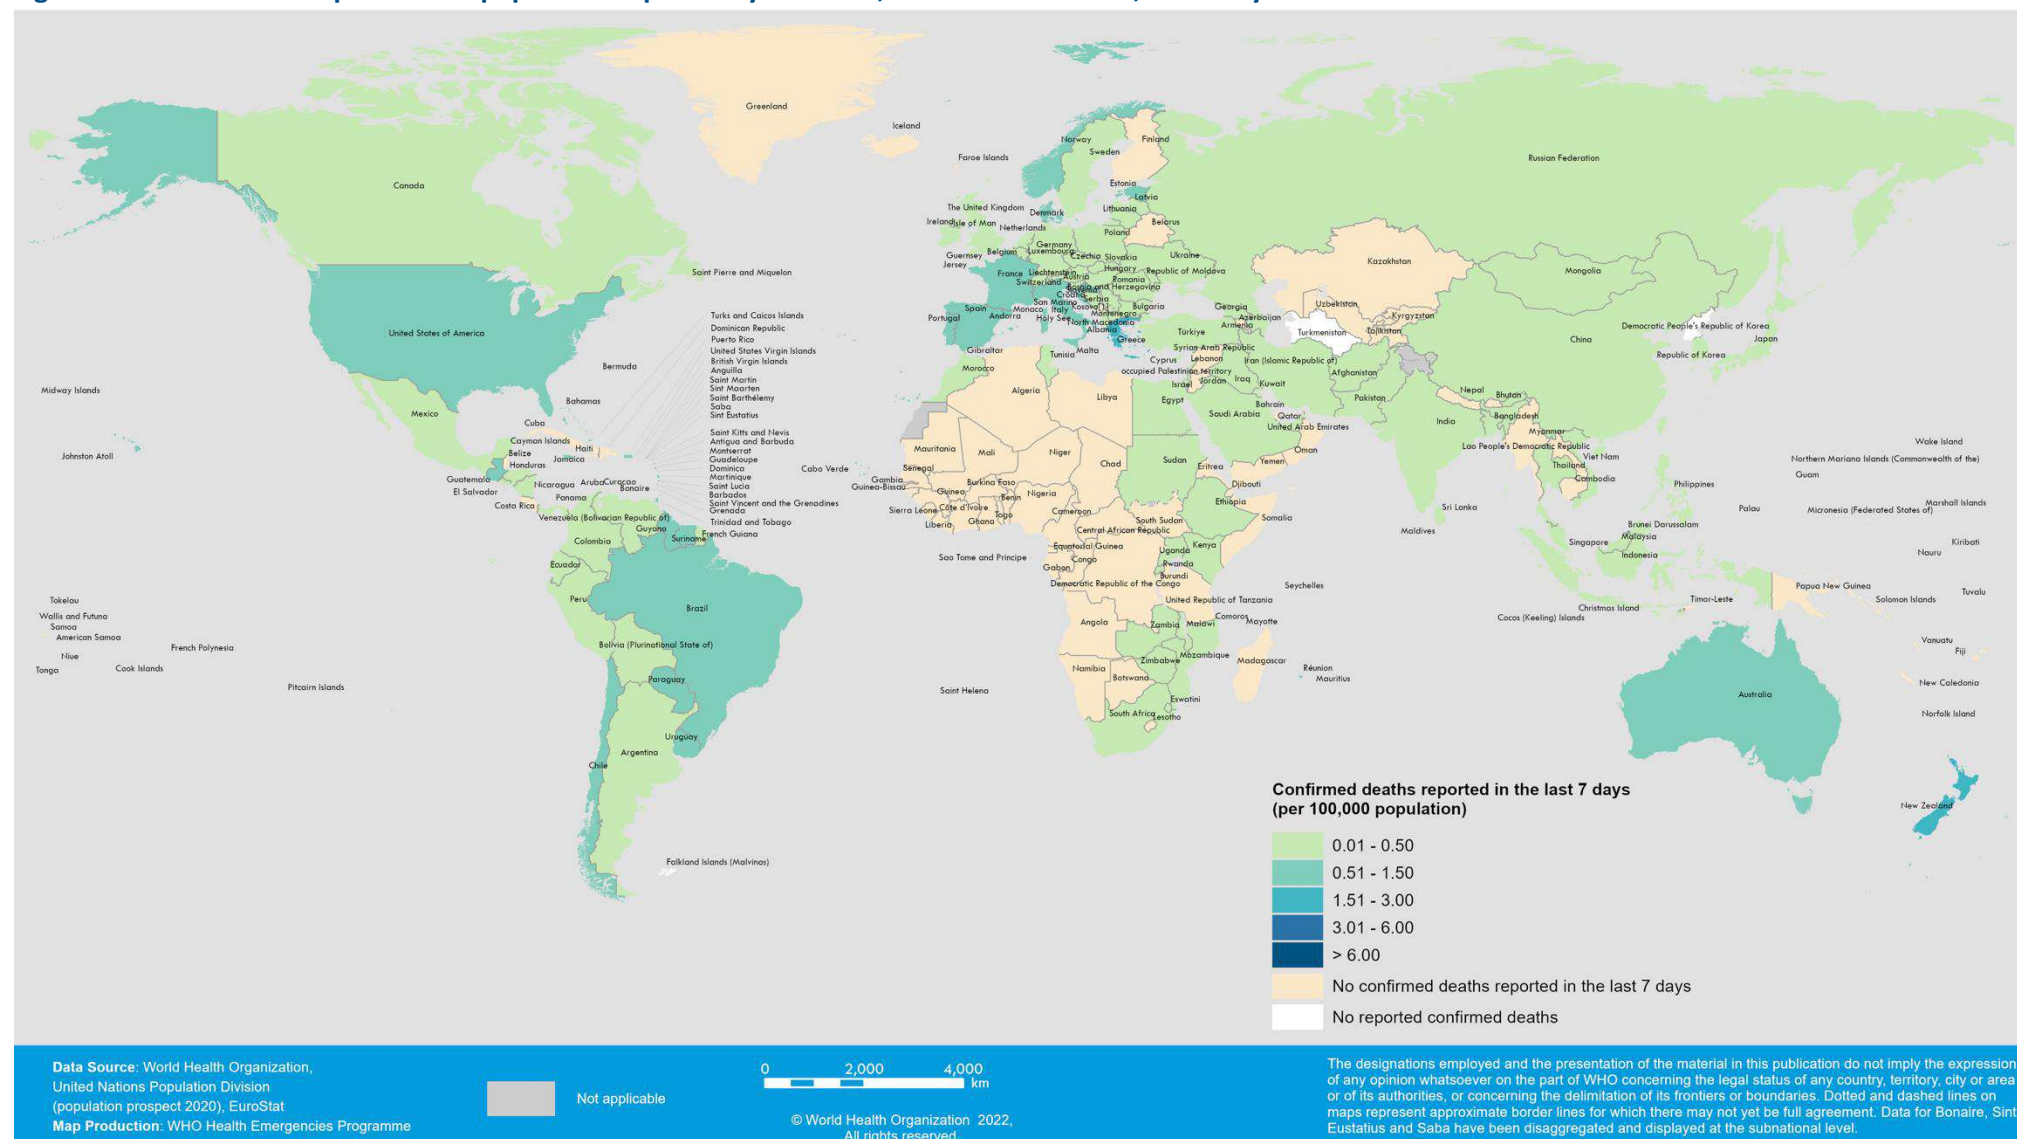 Greenland
Iceland
Faroe Islands
Norway
Sweden
Finland
Russian Federation
Canada
Estonia
Latvia
Lithuania
The United Kingdom
Denmark
Ireland
Isle of Man
Netherlands
Belarus
Poland
Germany
Guernsey
Belgium
Luxembourg
Czechia
Slovakia
Ukraine
Jersey
France
Liechtenstein
Austria
Hungary
Republic of Moldova
Switzerland
Romania
Bosnia and Herzegovina
Slovenia
Croatia
San Marino
Serbia
Kazakhstan
Mongolia
Saint Pierre and Miquelon
Spain
Andorra
Monaco
Italy
Kosovo[1]
Bulgaria
Montenegro
Portugal
Holy See
North Macedonia
Albania
Greece
Georgia
Azerbaijan
Armenia
Türkiye
Uzbekistan
Kyrgyzstan
Turkmenistan
Tajikistan
Democratic People's Republic of Korea
China
Japan
Republic of Korea
United States of America
Turks and Caicos Islands
Dominican Republic
Puerto Rico
United States Virgin Islands
British Virgin Islands
Anguilla
Saint Martin
Sint Maarten
Saint Barthélemy
Saba
Sint Eustatius
Saint Kitts and Nevis
Antigua and Barbuda
Montserrat
Guadeloupe
Dominica
Martinique
Saint Lucia
Barbados
Saint Vincent and the Grenadines
Grenada
Trinidad and Tobago
French Guiana
Bermuda
Bahamas
Midway Islands
Johnston Atoll
Mexico
Cuba
Cayman Islands
Haiti
Belize
Jamaica
Honduras
Guatemala
El Salvador
Nicaragua
Aruba
Curaçao
Bonaire
Panama
Costa Rica
Venezuela (Bolivarian Republic of)
Guyana
Suriname
Colombia
Ecuador
Peru
Brazil
Bolivia (Plurinational State of)
Paraguay
Uruguay
Argentina
Chile
Falkland Islands (Malvinas)
Gibraltar
Tunisia
Malta
Cyprus
Syrian Arab Republic
Lebanon
Iran (Islamic Republic of)
Morocco
occupied Palestinian territory
Israel
Jordan
Iraq
Kuwait
Afghanistan
Algeria
Libya
Egypt
Bahrain
Saudi Arabia
Qatar
United Arab Emirates
Pakistan
Nepal
Bhutan
India
Bangladesh
Myanmar
Lao People's Democratic Republic
Viet Nam
Thailand
Cambodia
Philippines
Oman
Yemen
Mauritania
Mali
Niger
Chad
Sudan
Eritrea
Cabo Verde
Senegal
Gambia
Guinea-Bissau
Guinea
Burkina Faso
Benin
Nigeria
Djibouti
Ethiopia
Somalia
Sierra Leone
Côte d'Ivoire
Liberia
Ghana
Togo
Cameroon
South Sudan
Central African Republic
Sao Tome and Principe
Equatorial Guinea
Gabon
Congo
Uganda
Kenya
Rwanda
Burundi
Democratic Republic of the Congo
United Republic of Tanzania
Seychelles
Sri Lanka
Maldives
Brunei Darussalam
Malaysia
Singapore
Indonesia
Wake Island
Northern Mariana Islands (Commonwealth of the)
Guam
Marshall Islands
Palau
Micronesia (Federated States of)
Kiribati
Nauru
Papua New Guinea
Tuvalu
Solomon Islands
Timor-Leste
Christmas Island
Cocos (Keeling) Islands
Vanuatu
Fiji
New Caledonia
Norfolk Island
Australia
New Zealand
Angola
Zambia
Malawi
Comoros
Mayotte
Namibia
Zimbabwe
Mozambique
Madagascar
Réunion
Mauritius
Botswana
Eswatini
South Africa
Lesotho
Saint Helena
Tokelau
Wallis and Futuna
Samoa
American Samoa
Niue
Tonga
Cook Islands
French Polynesia
Pitcairn Islands
Confirmed deaths reported in the last 7 days
(per 100,000 population)
0.01 - 0.50
0.51 - 1.50
1.51 - 3.00
3.01 - 6.00
> 6.00
No confirmed deaths reported in the last 7 days
No reported confirmed deaths
Data Source: World Health Organization,
United Nations Population Division
(population prospect 2020), EuroStat
Map Production: WHO Health Emergencies Programme
Not applicable
0 2,000 4,000
km
© World Health Organization 2022,
All rights reserved.
The designations employed and the presentation of the material in this publication do not imply the expression
of any opinion whatsoever on the part of WHO concerning the legal status of any country, territory, city or area
or of its authorities, or concerning the delimitation of its frontiers or boundaries. Dotted and dashed lines on
maps represent approximate border lines for which there may not yet be full agreement. Data for Bonaire, Sint
Eustatius and Saba have been disaggregated and displayed at the subnational level.